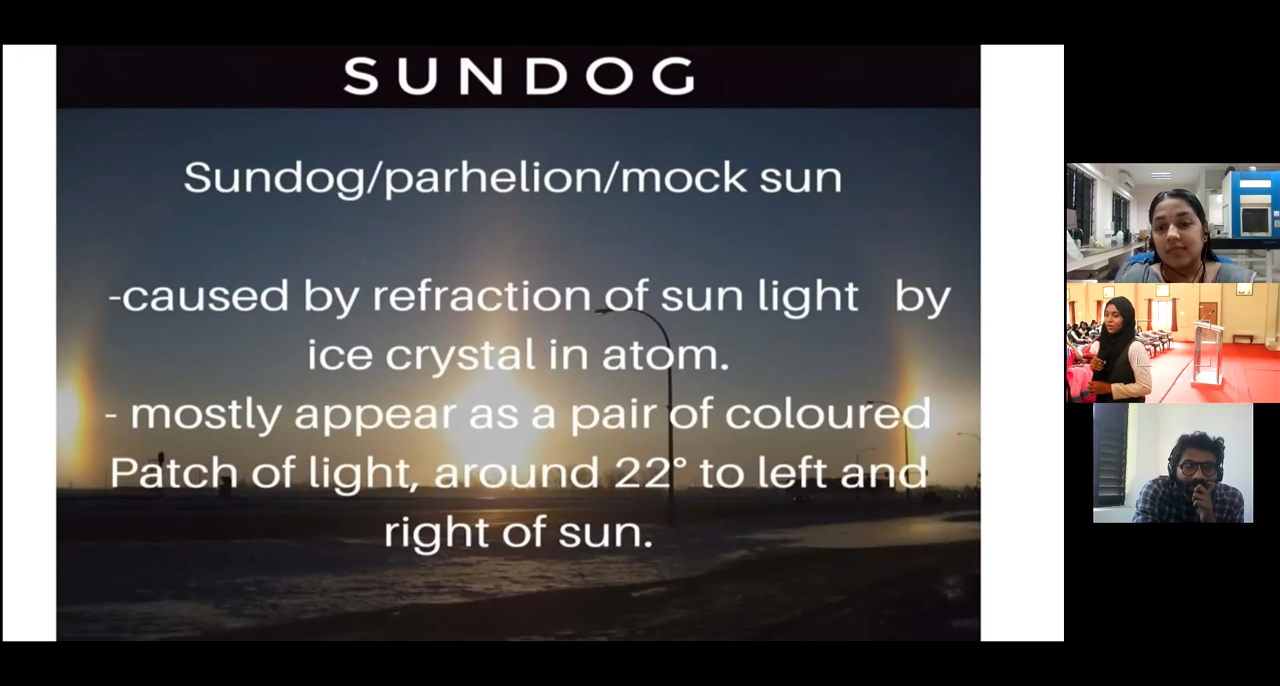 SUNDOG
Sundog/parhelion/mock sun
-caused by refraction of sun light by
ice crystal in atom.
- mostly appear as a pair of coloured
Patch of light, around 22° to left and
right of sun.